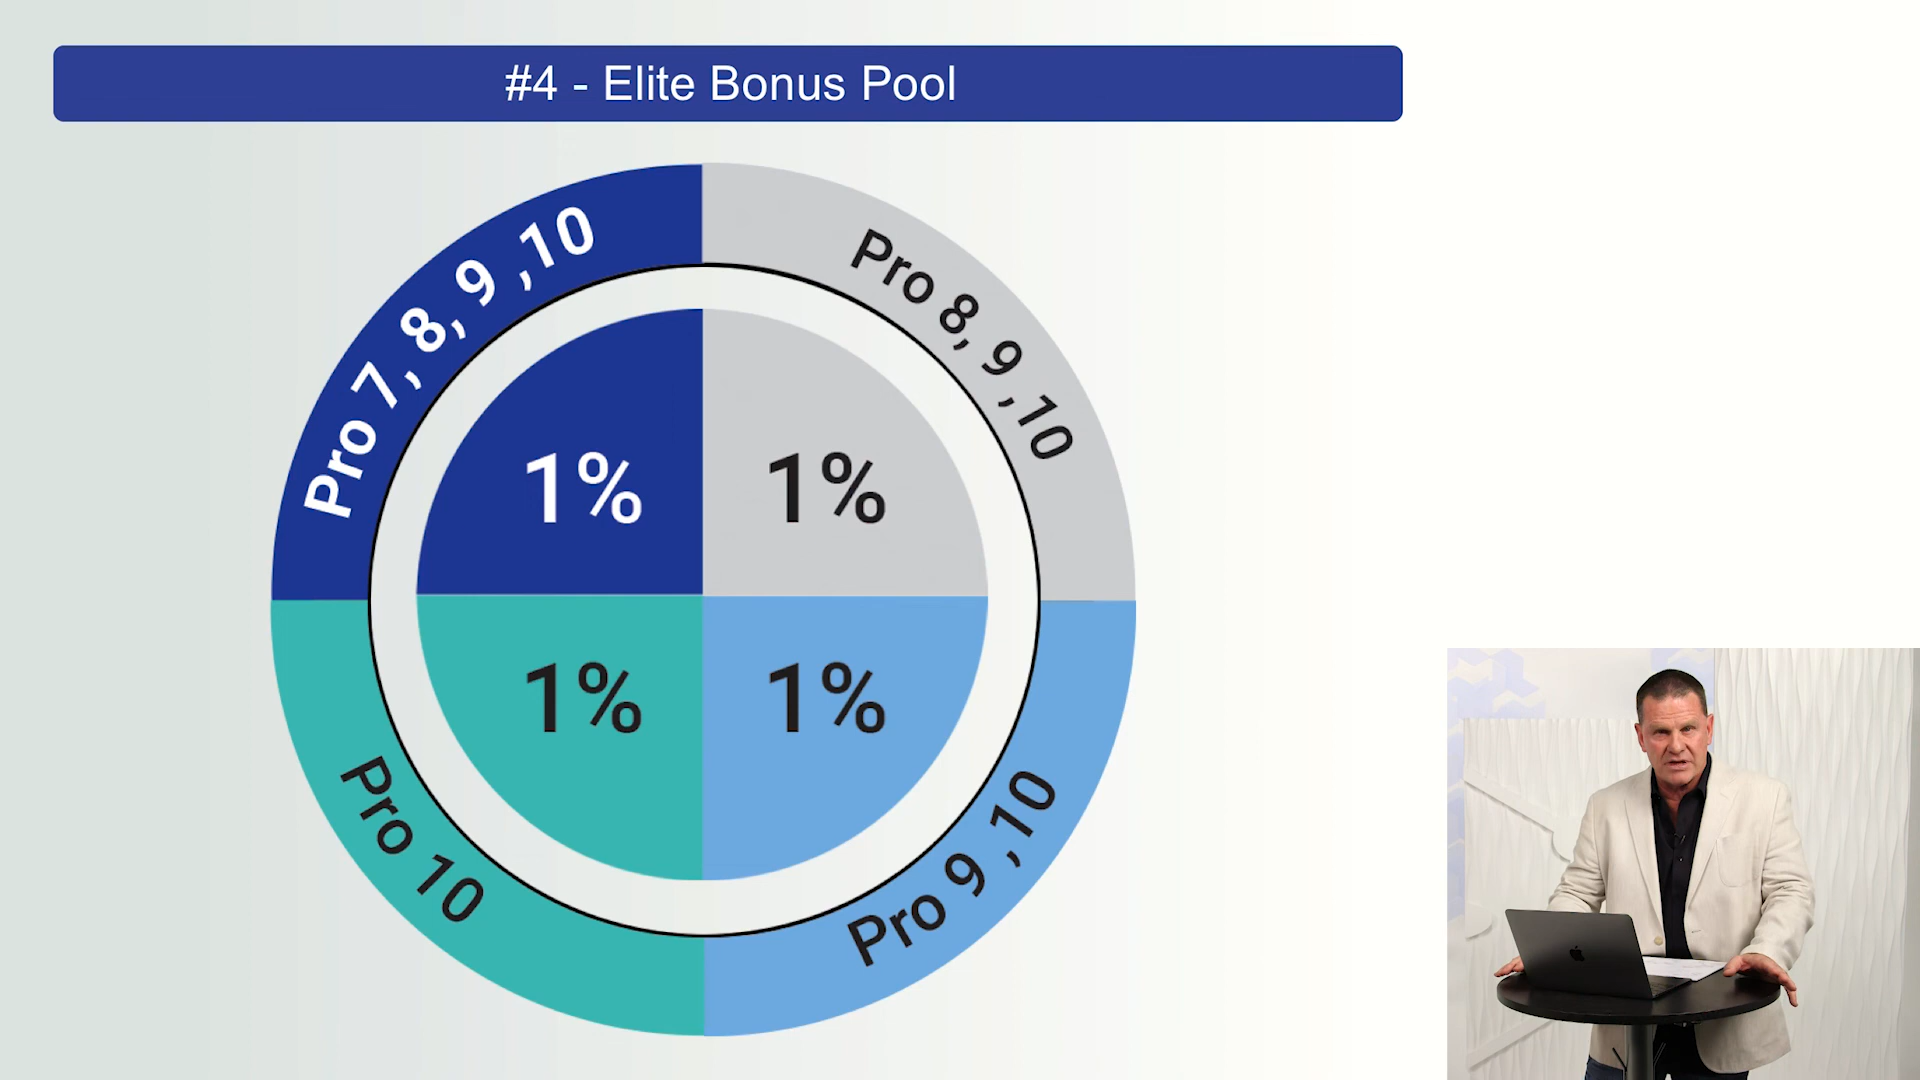 #4 - Elite Bonus Pool
Pro 7, 8, 9 ,10
Pro 8, 9 ,10
1%
1%
1%
1%
Pro 10
Pro 9 ,10